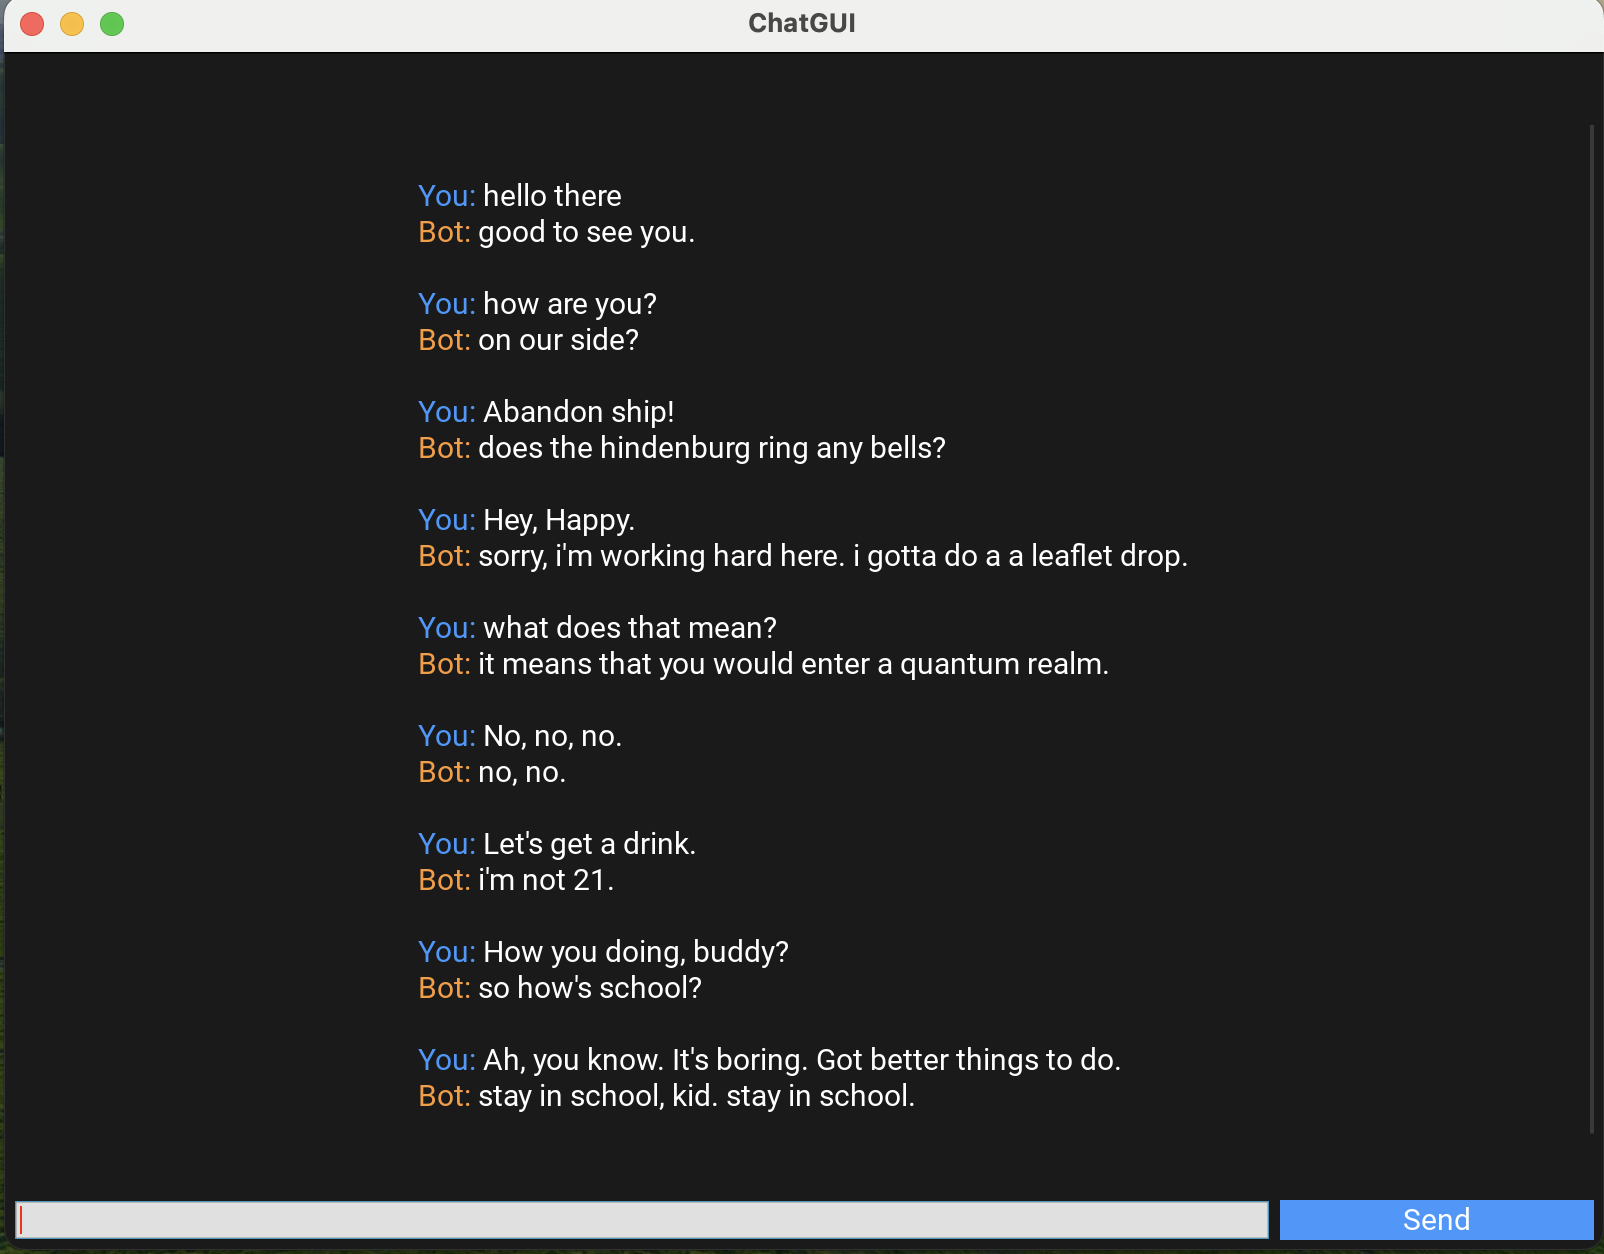 ChatGUI
You: hello there
Bot: good to see you.
You: how are you?
Bot: on our side?
You: Abandon ship!
Bot: does the hindenburg ring any bells?
You: Hey, Happy.
Bot: sorry, i'm working hard here. i gotta do a a leaflet drop.
You: what does that mean?
Bot: it means that you would enter a quantum realm.
You: No, no, no.
Bot: no, no.
You: Let's get a drink.
Bot: i'm not 21.
You: How you doing, buddy?
Bot: so how's school?
You: Ah, you know. It's boring. Got better things to do.
Bot: stay in school, kid. stay in school.
Send